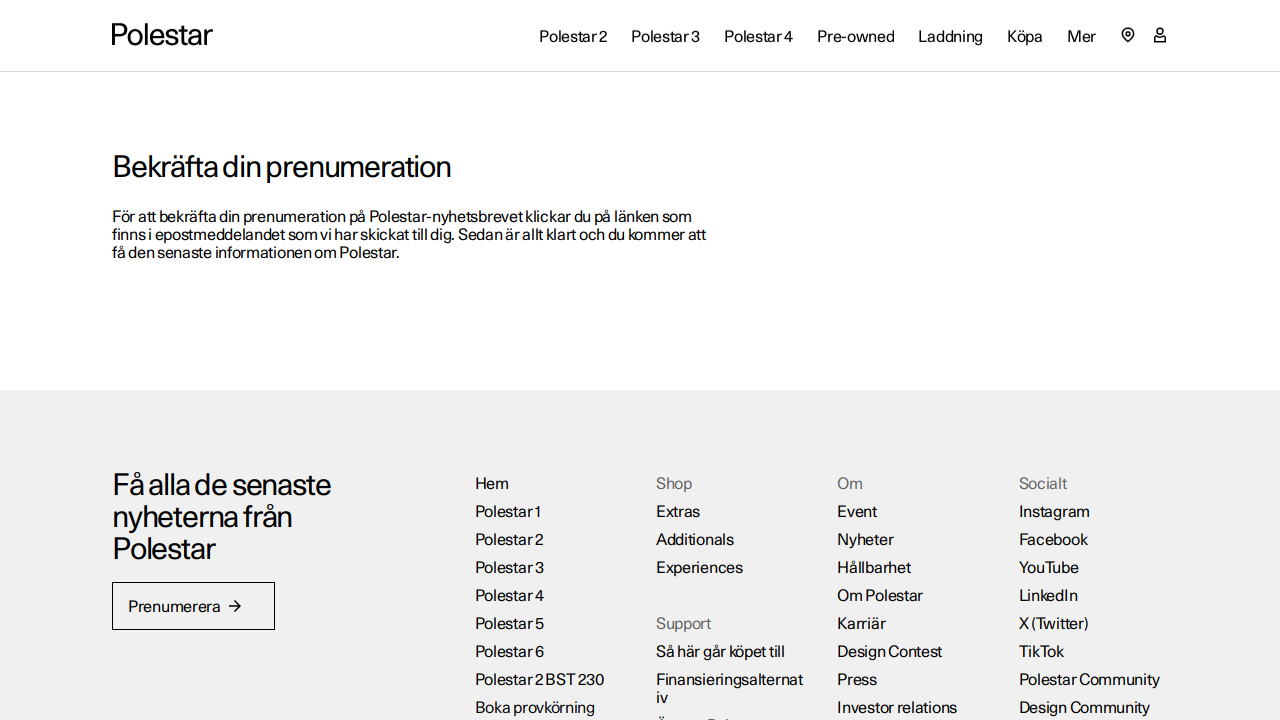 Polestar
Polestar 2
Polestar 3
Polestar 4
Pre-owned
Laddning
Köpa
Mer
Bekräfta din prenumeration
För att bekräfta din prenumeration på Polestar-nyhetsbrevet klickar du på länken som
finns i epostmeddelandet som vi har skickat till dig. Sedan är allt klart och du kommer att
få den senaste informationen om Polestar.
Få alla de senaste
nyheterna från
Polestar
Prenumerera
Hem
Polestar 1
Polestar 2
Polestar 3
Polestar 4
Polestar 5
Polestar 6
Polestar 2 BST 230
Boka provkörning
Shop
Extras
Additionals
Experiences
Support
Så här går köpet till
Finansieringsalternat
iv
Om
Event
Nyheter
Hållbarhet
Om Polestar
Karriär
Design Contest
Press
Investor relations
Socialt
Instagram
Facebook
YouTube
LinkedIn
X (Twitter)
TikTok
Polestar Community
Design Community